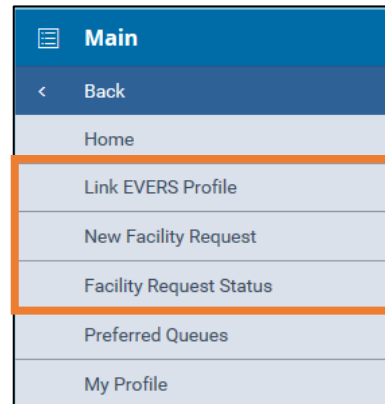 Main
Back
Home
Link EVERS Profile
New Facility Request
Facility Request Status
Preferred Queues
My Profile